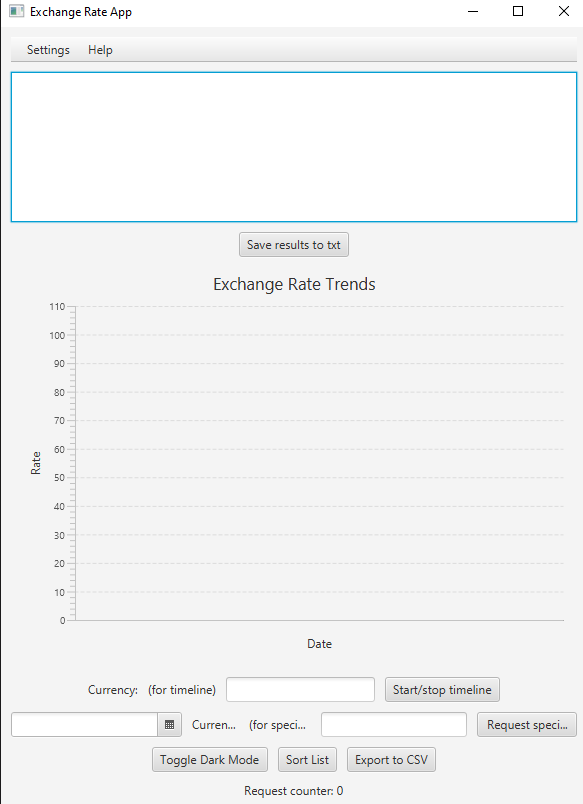 Exchange Rate App
Settings Help
Save results to txt
Exchange Rate Trends
110
100
90
80
70
60
50
40
30
20
10
0
Rate
Date
Currency: (for timeline) Start/stop timeline
Curren... (for speci... Request speci...
Toggle Dark Mode Sort List Export to CSV
Request counter: 0